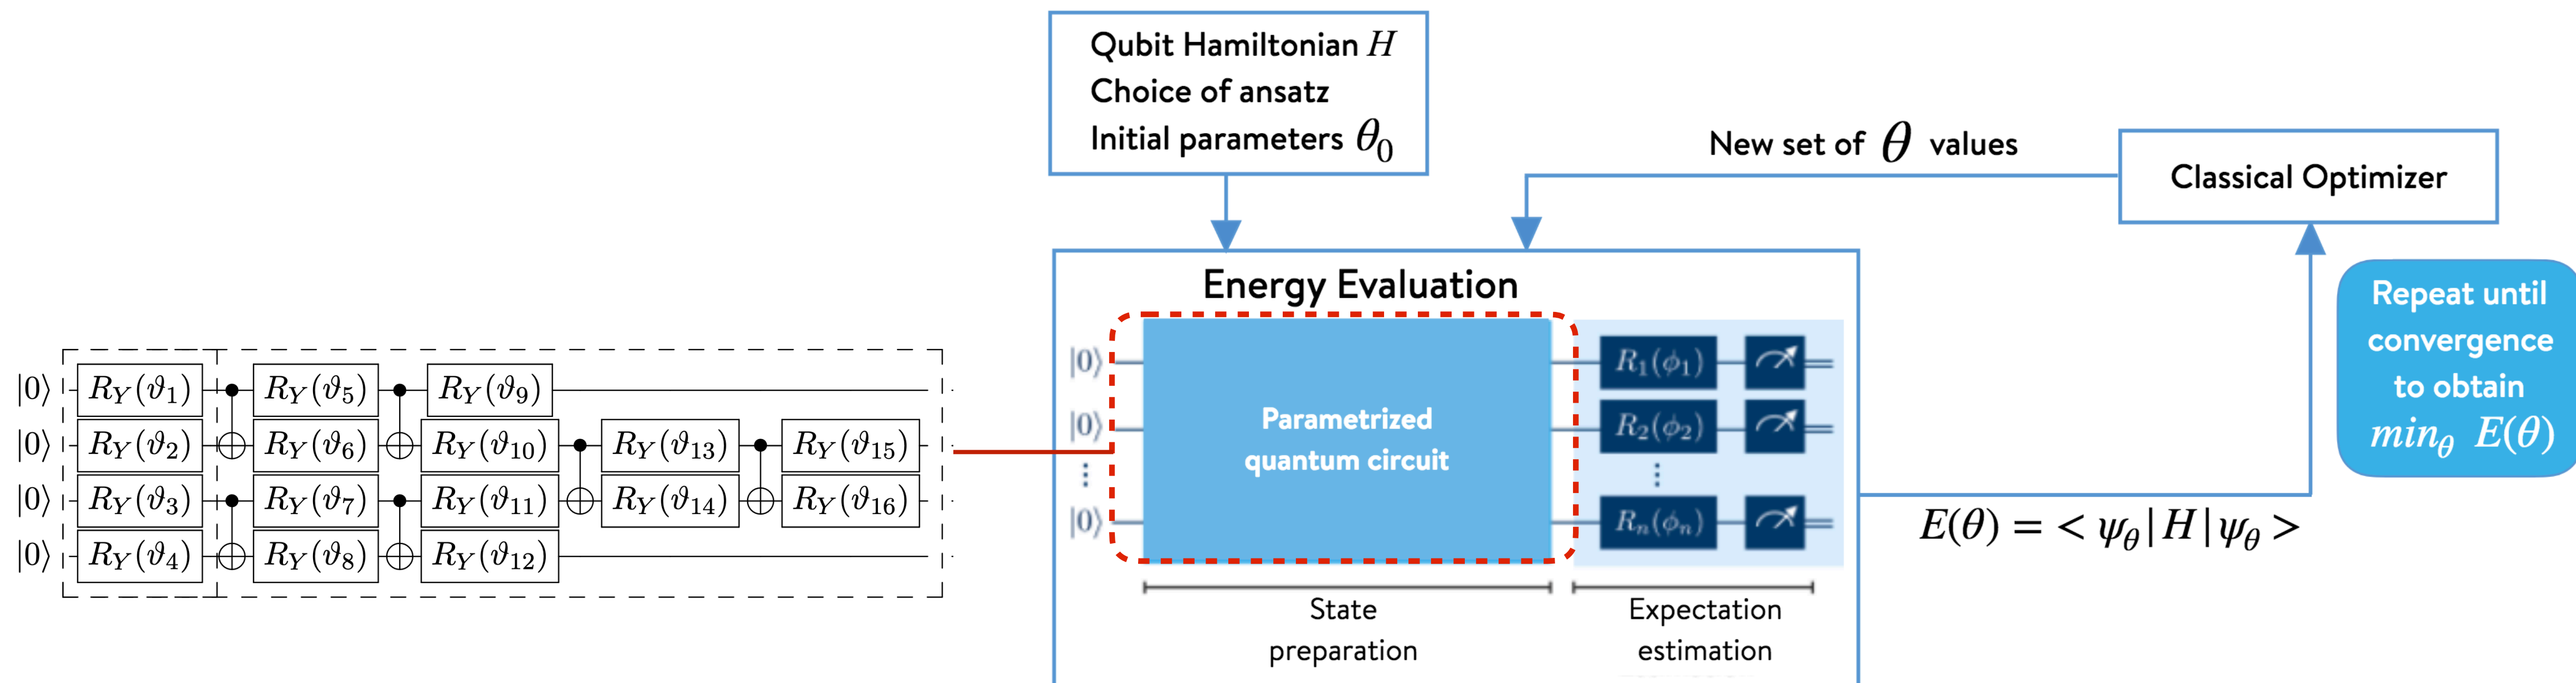 Qubit Hamiltonian H
Choice of ansatz
Initial parameters θ₀
New set of θ values
Classical Optimizer
Repeat until
convergence
to obtain
min_θ E(θ)
Energy Evaluation
|0⟩ R_Y(ϑ₁) R_Y(ϑ₅) R_Y(ϑ₉)
|0⟩ R_Y(ϑ₂) R_Y(ϑ₆) R_Y(ϑ₁₀) R_Y(ϑ₁₃) R_Y(ϑ₁₅)
|0⟩ R_Y(ϑ₃) R_Y(ϑ₇) R_Y(ϑ₁₁) R_Y(ϑ₁₄) R_Y(ϑ₁₆)
|0⟩ R_Y(ϑ₄) R_Y(ϑ₈) R_Y(ϑ₁₂)
|0⟩ R₁(ϕ₁)
|0⟩ R₂(ϕ₂)
⋮ ⋮
|0⟩ Rₙ(ϕₙ)
Parametrized
quantum circuit
State
preparation
Expectation
estimation
E(θ) = < ψ_θ|H|ψ_θ >